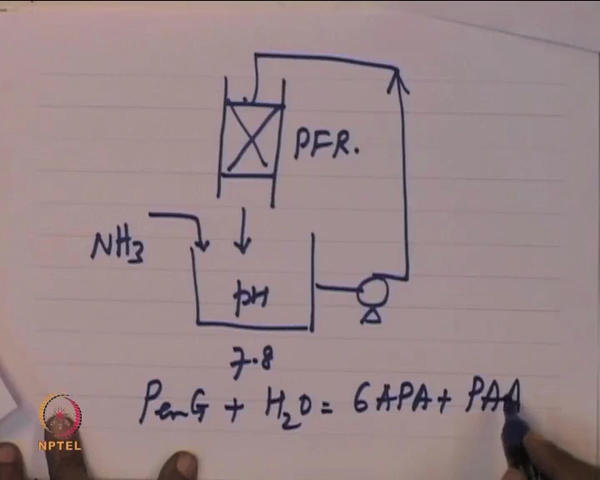 PFR.
NH3
pH
7.8
PenG + H2O = 6APA + PAA
NPTEL